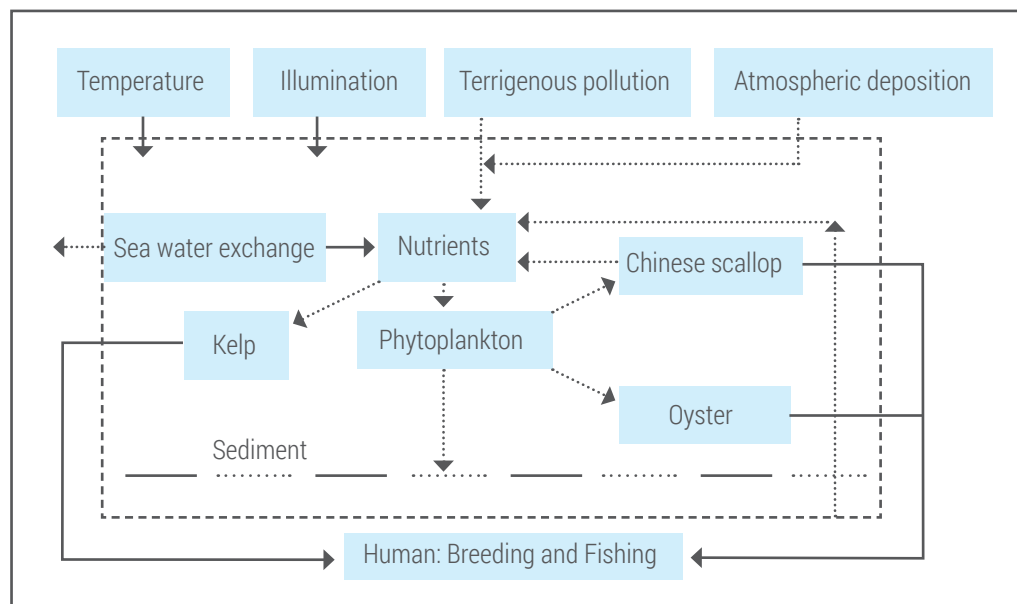 Temperature
Illumination
Terrigenous pollution
Atmospheric deposition
Sea water exchange
Nutrients
Chinese scallop
Kelp
Phytoplankton
Oyster
Sediment
Human: Breeding and Fishing